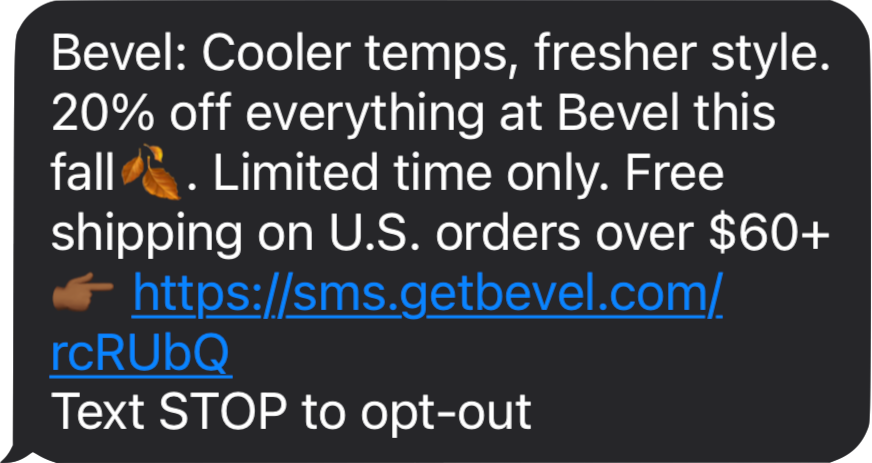 Bevel: Cooler temps, fresher style.
20% off everything at Bevel this
fall🍂. Limited time only. Free
shipping on U.S. orders over $60+
👉🏾 https://sms.getbevel.com/
rcRUbQ
Text STOP to opt-out